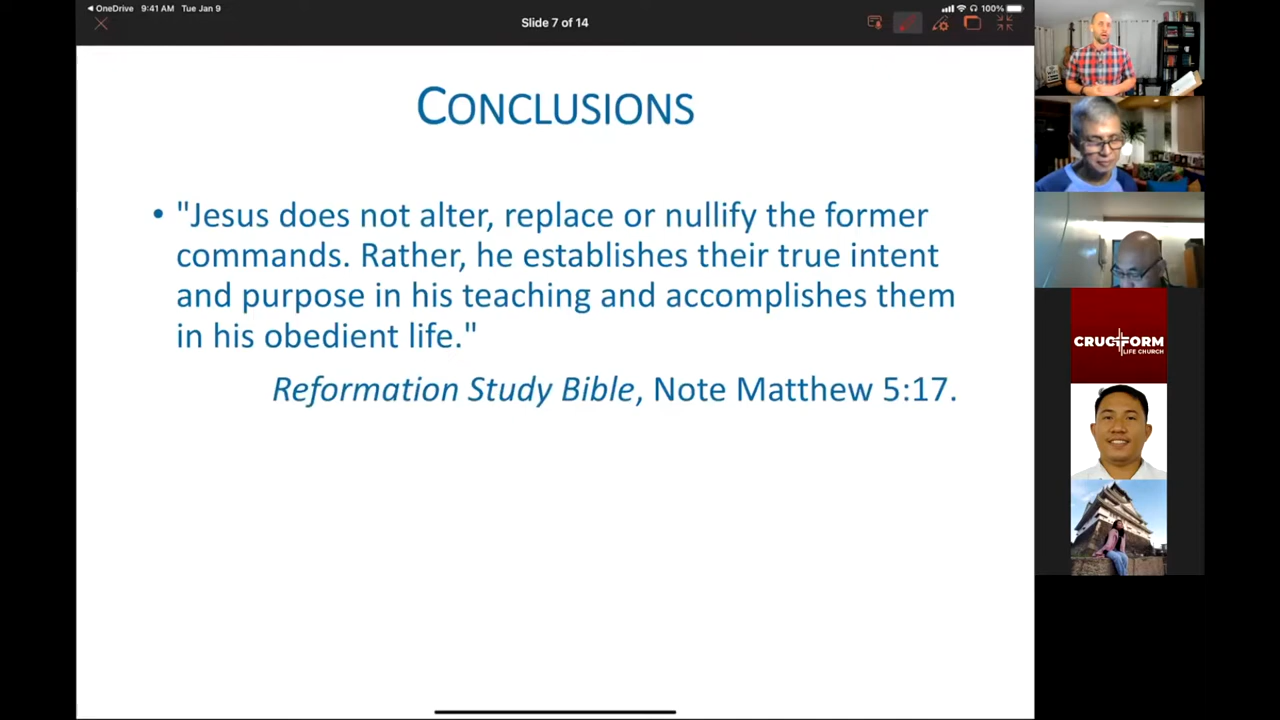 OneDrive 9:41 AM Tue Jan 9
100%
Slide 7 of 14
CONCLUSIONS
• "Jesus does not alter, replace or nullify the former
commands. Rather, he establishes their true intent
and purpose in his teaching and accomplishes them
in his obedient life."
Reformation Study Bible, Note Matthew 5:17.
CRUCIFORM
LIFE CHURCH